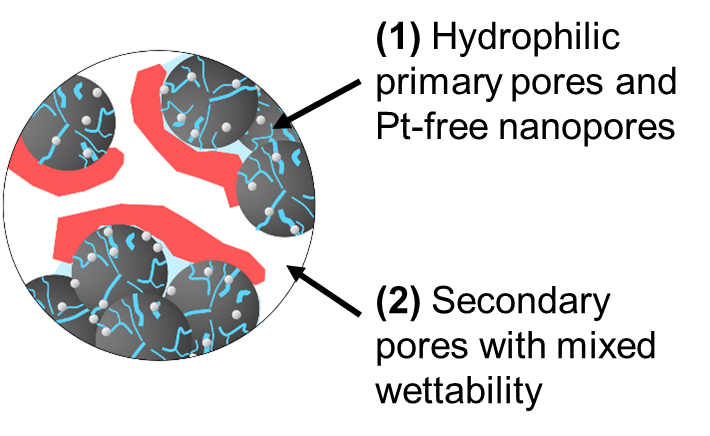 (1) Hydrophilic
primary pores and
Pt-free nanopores
(2) Secondary
pores with mixed
wettability